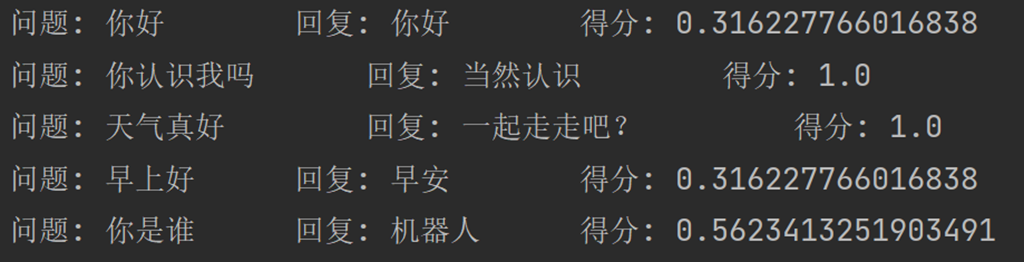 问题: 你好 回复: 你好 得分: 0.316227766016838
问题: 你认识我吗 回复: 当然认识 得分: 1.0
问题: 天气真好 回复: 一起走走吧? 得分: 1.0
问题: 早上好 回复: 早安 得分: 0.316227766016838
问题: 你是谁 回复: 机器人 得分: 0.5623413251903491